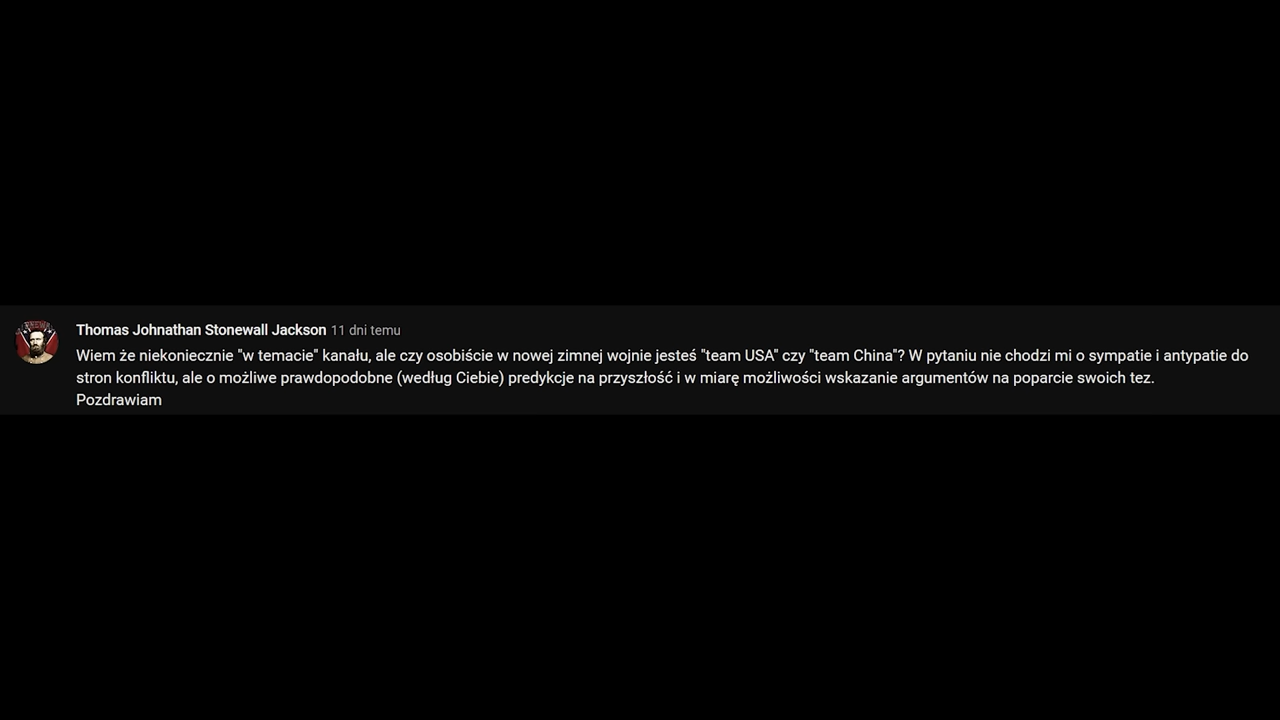 Thomas Johnathan Stonewall Jackson 11 dni temu
Wiem że niekoniecznie "w temacie" kanału, ale czy osobiście w nowej zimnej wojnie jesteś "team USA" czy "team China"? W pytaniu nie chodzi mi o sympatie i antypatie do
stron konfliktu, ale o możliwe prawdopodobne (według Ciebie) predykcje na przyszłość i w miarę możliwości wskazanie argumentów na poparcie swoich tez.
Pozdrawiam